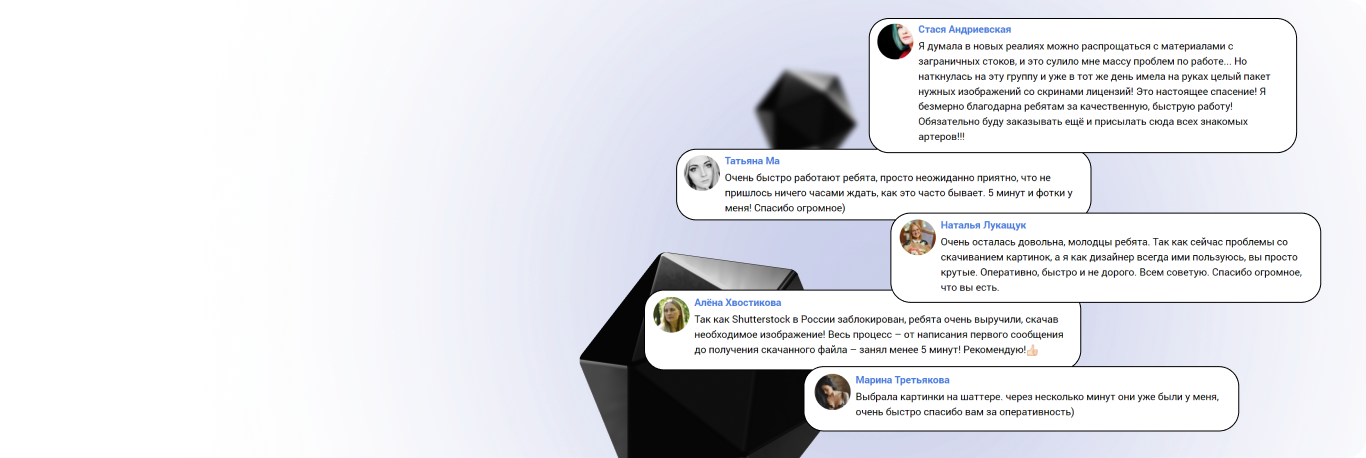 Стася Андриевская
Я думала в новых реалиях можно распрощаться с материалами с
заграничных стоков, и это сулило мне массу проблем по работе... Но
наткнулась на эту группу и уже в тот же день имела на руках целый пакет
нужных изображений со скринами лицензий! Это настоящее спасение! Я
безмерно благодарна ребятам за качественную, быструю работу!
Обязательно буду заказывать ещё и присылать сюда всех знакомых
артеров!!!
Татьяна Ма
Очень быстро работают ребята, просто неожиданно приятно, что не
пришлось ничего часами ждать, как это часто бывает. 5 минут и фотки у
меня! Спасибо огромное)
Наталья Лукащук
Очень осталась довольна, молодцы ребята. Так как сейчас проблемы со
скачиванием картинок, а я как дизайнер всегда ими пользуюсь, вы просто
крутые. Оперативно, быстро и не дорого. Всем советую. Спасибо огромное,
что вы есть.
Алёна Хвостикова
Так как Shutterstock в России заблокирован, ребята очень выручили, скачав
необходимое изображение! Весь процесс – от написания первого сообщения
до получения скачанного файла – занял менее 5 минут! Рекомендую!👍🏻
Марина Третьякова
Выбрала картинки на шаттере. через несколько минут они уже были у меня,
очень быстро спасибо вам за оперативность)